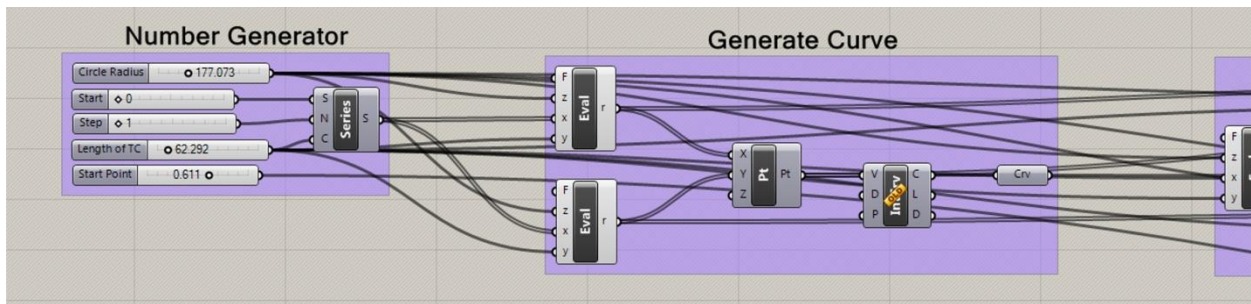 Number Generator
Generate Curve
Circle Radius 177.073
Start 0
Step 1
Length of TC 62.292
Start Point 0.611
S
N
C
Series
S
F
z
x
y
Eval
r
F
z
x
y
Eval
r
X
Y
Z
Pt
Pt
V
D
P
OLD
C
L
D
Crv
F
z
x
y